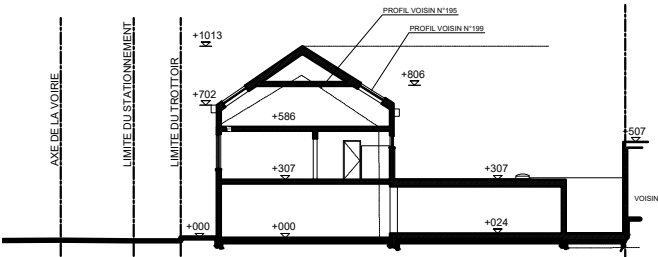 PROFIL VOISIN N°195
PROFIL VOISIN N°199
+1013
+806
+702
+586
+507
+307
+307
VOISIN
+000
+000
+024
AXE DE LA VOIRIE
LIMITE DU STATIONNEMENT
LIMITE DU TROTTOIR